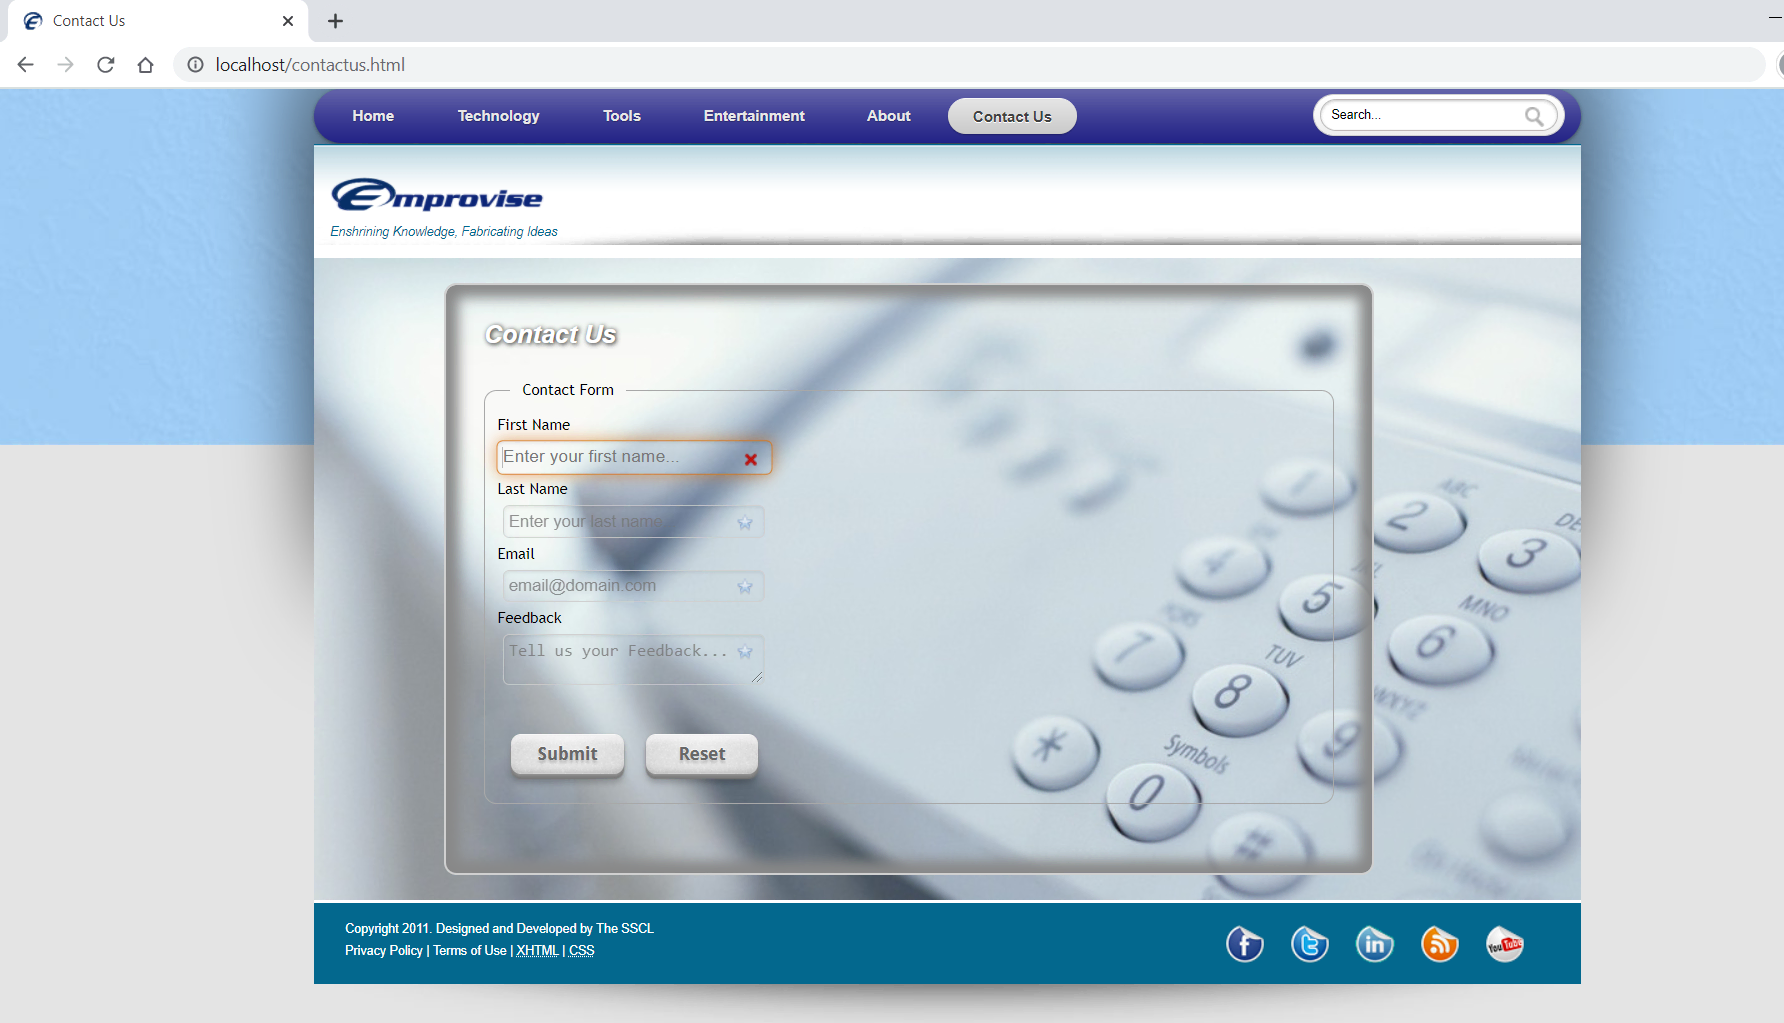 Contact Us
localhost/contactus.html
Home Technology Tools Entertainment About Contact Us Search...
Emprovise
Enshrining Knowledge, Fabricating Ideas
Contact Us
Contact Form
First Name
Enter your first name...
Last Name
Enter your last name
Email
email@domain.com
Feedback
Tell us your Feedback...
Submit Reset
1
ABC
2
3
4
5
MNO
6
7
TUV
8
WXYZ
9
*
Symbols
0
#
Copyright 2011. Designed and Developed by The SSCL
Privacy Policy | Terms of Use | XHTML | CSS
f t in You Tube